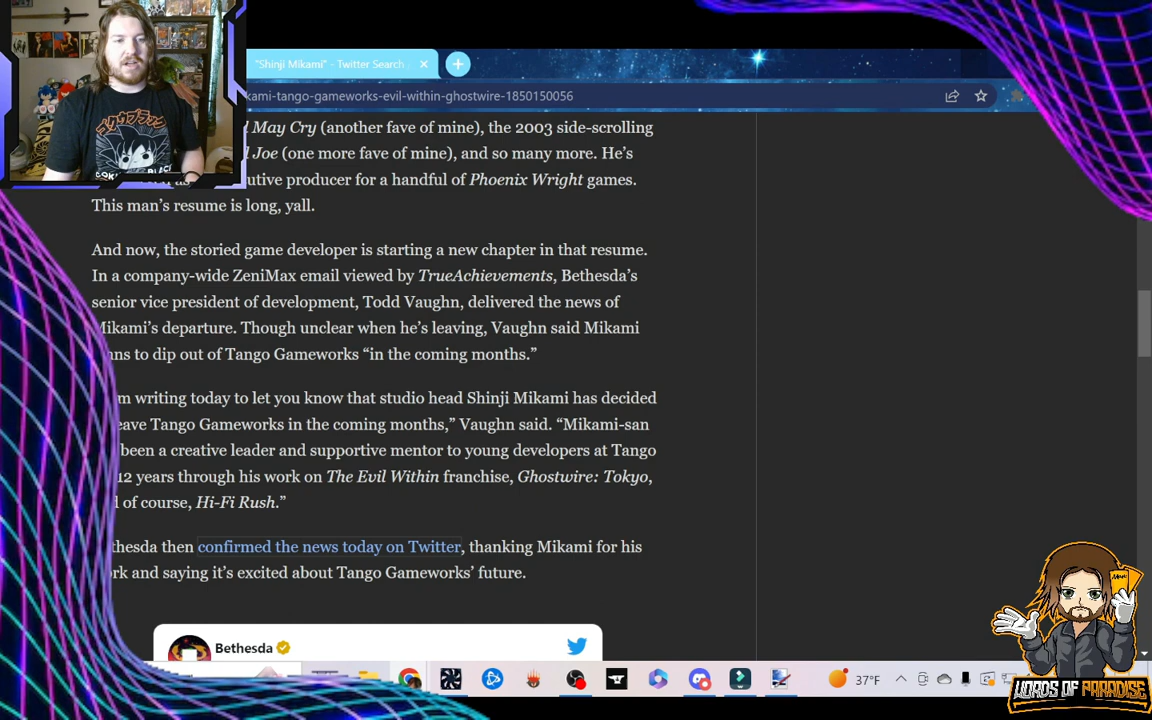 "Shinji Mikami" - Twitter Search
kami-tango-gameworks-evil-within-ghostwire-1850150056
May Cry (another fave of mine), the 2003 side-scrolling
Joe (one more fave of mine), and so many more. He’s
producer for a handful of Phoenix Wright games.
This man’s resume is long, yall.
And now, the storied game developer is starting a new chapter in that resume.
In a company-wide ZeniMax email viewed by TrueAchievements, Bethesda’s
senior vice president of development, Todd Vaughn, delivered the news of
Mikami’s departure. Though unclear when he’s leaving, Vaughn said Mikami
ns to dip out of Tango Gameworks “in the coming months.”
m writing today to let you know that studio head Shinji Mikami has decided
eave Tango Gameworks in the coming months,” Vaughn said. “Mikami-san
been a creative leader and supportive mentor to young developers at Tango
12 years through his work on The Evil Within franchise, Ghostwire: Tokyo,
of course, Hi-Fi Rush.”
thesda then confirmed the news today on Twitter, thanking Mikami for his
rk and saying it’s excited about Tango Gameworks’ future.
Bethesda
37°F
WORDS OF PARADISE